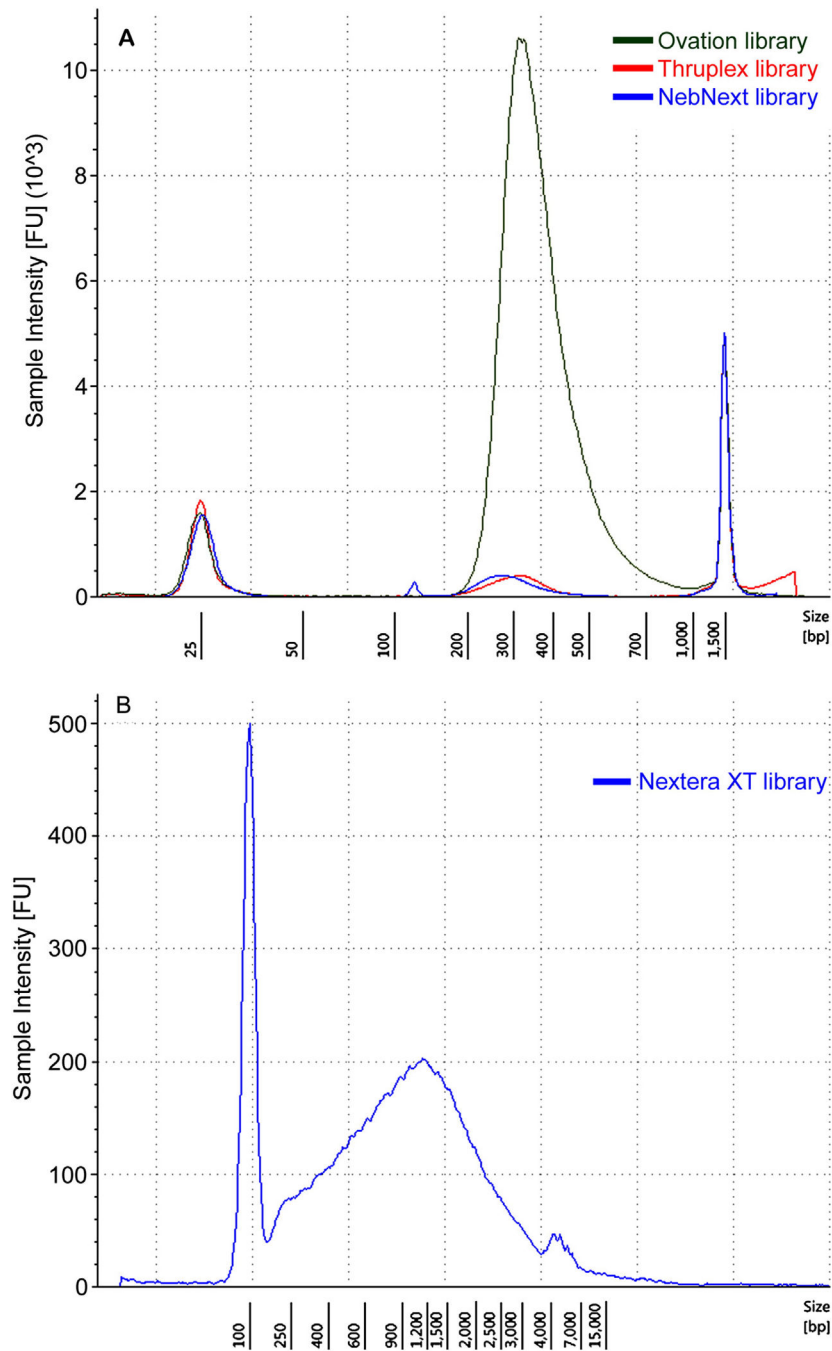 A
Ovation library
Thruplex library
NebNext library
Sample Intensity [FU] (10^3)
10
8
6
4
2
0
25
50
100
200
300
400
500
700
1,000
1,500
Size
[bp]
B
Nextera XT library
Sample Intensity [FU]
500
400
300
200
100
0
100
250
400
600
900
1,200
1,500
2,000
2,500
3,000
4,000
7,000
15,000
Size
[bp]